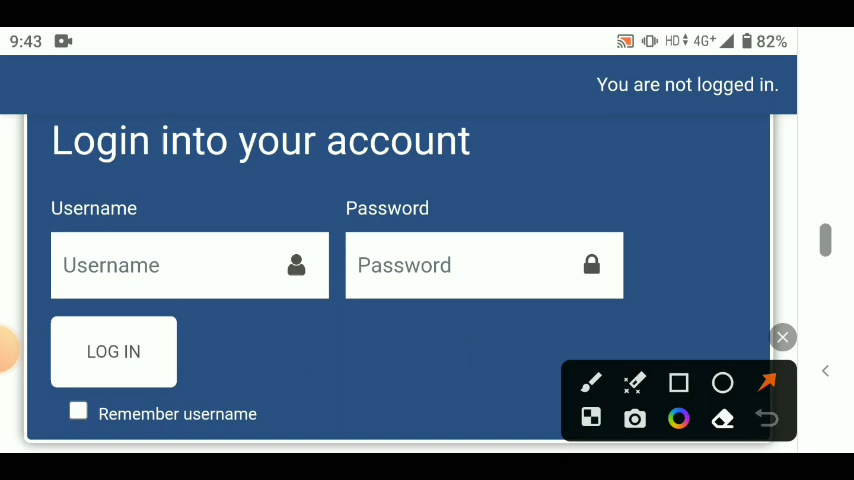 9:43 HD 4G+ 82%
You are not logged in.
Login into your account
Username Password
Username Password
LOG IN
Remember username